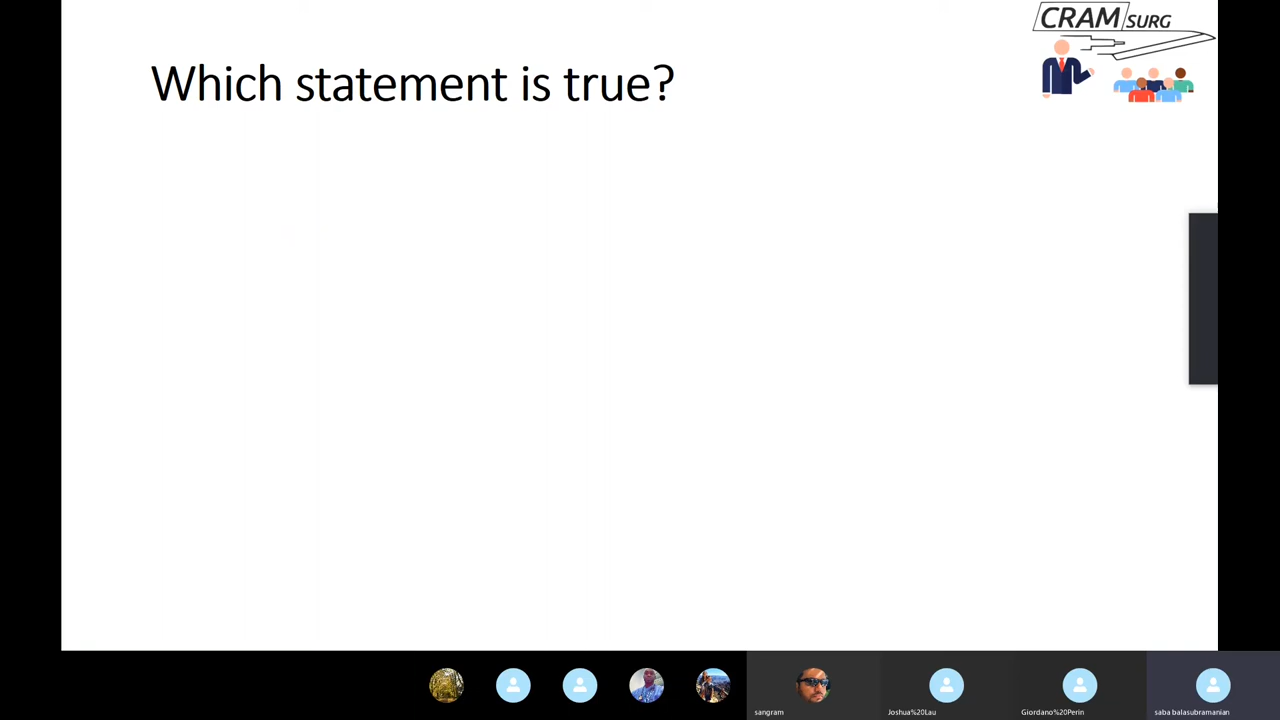 CRAM SURG
Which statement is true?
sangram
Joshua%20Lau
Giordano%20Perin
saba balasubramanian